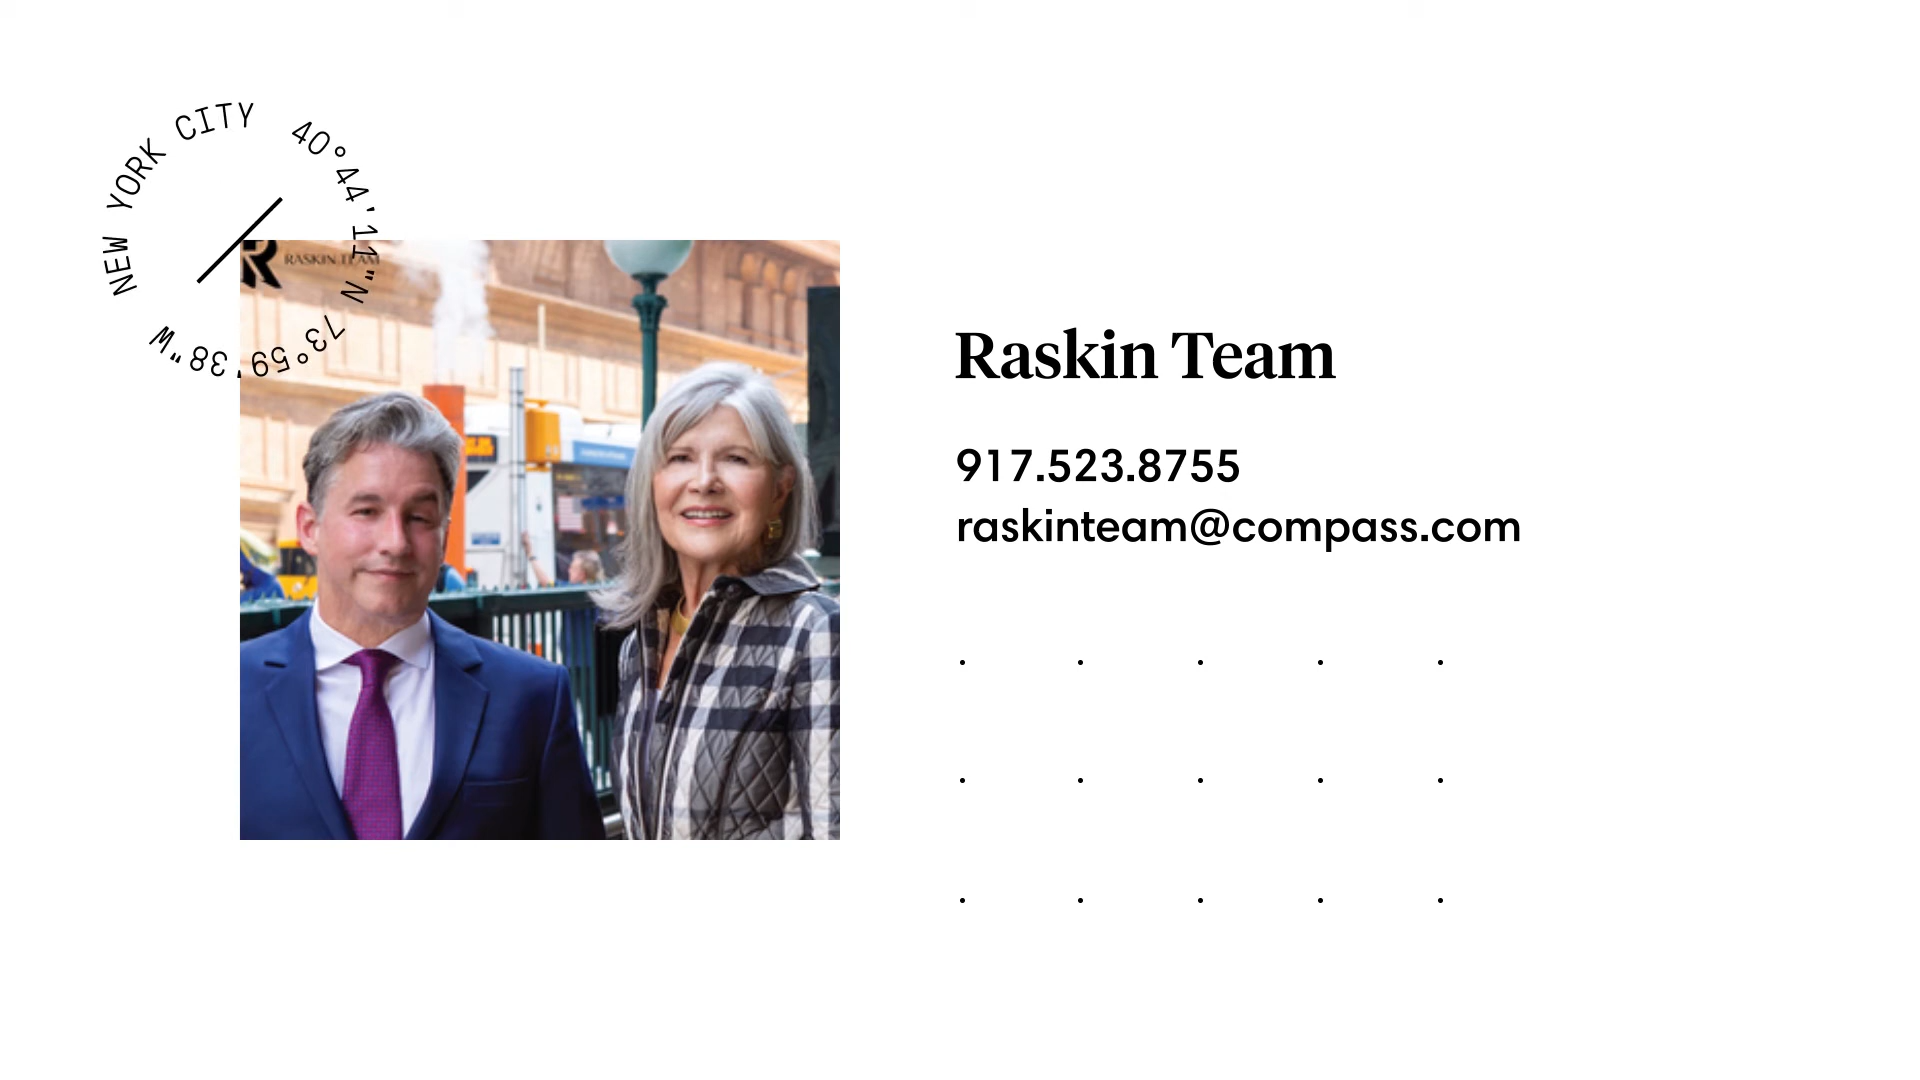 NEW YORK CITY 40°44'11"N 73°59'38"W
R RASKIN TEAM
Raskin Team
917.523.8755
raskinteam@compass.com